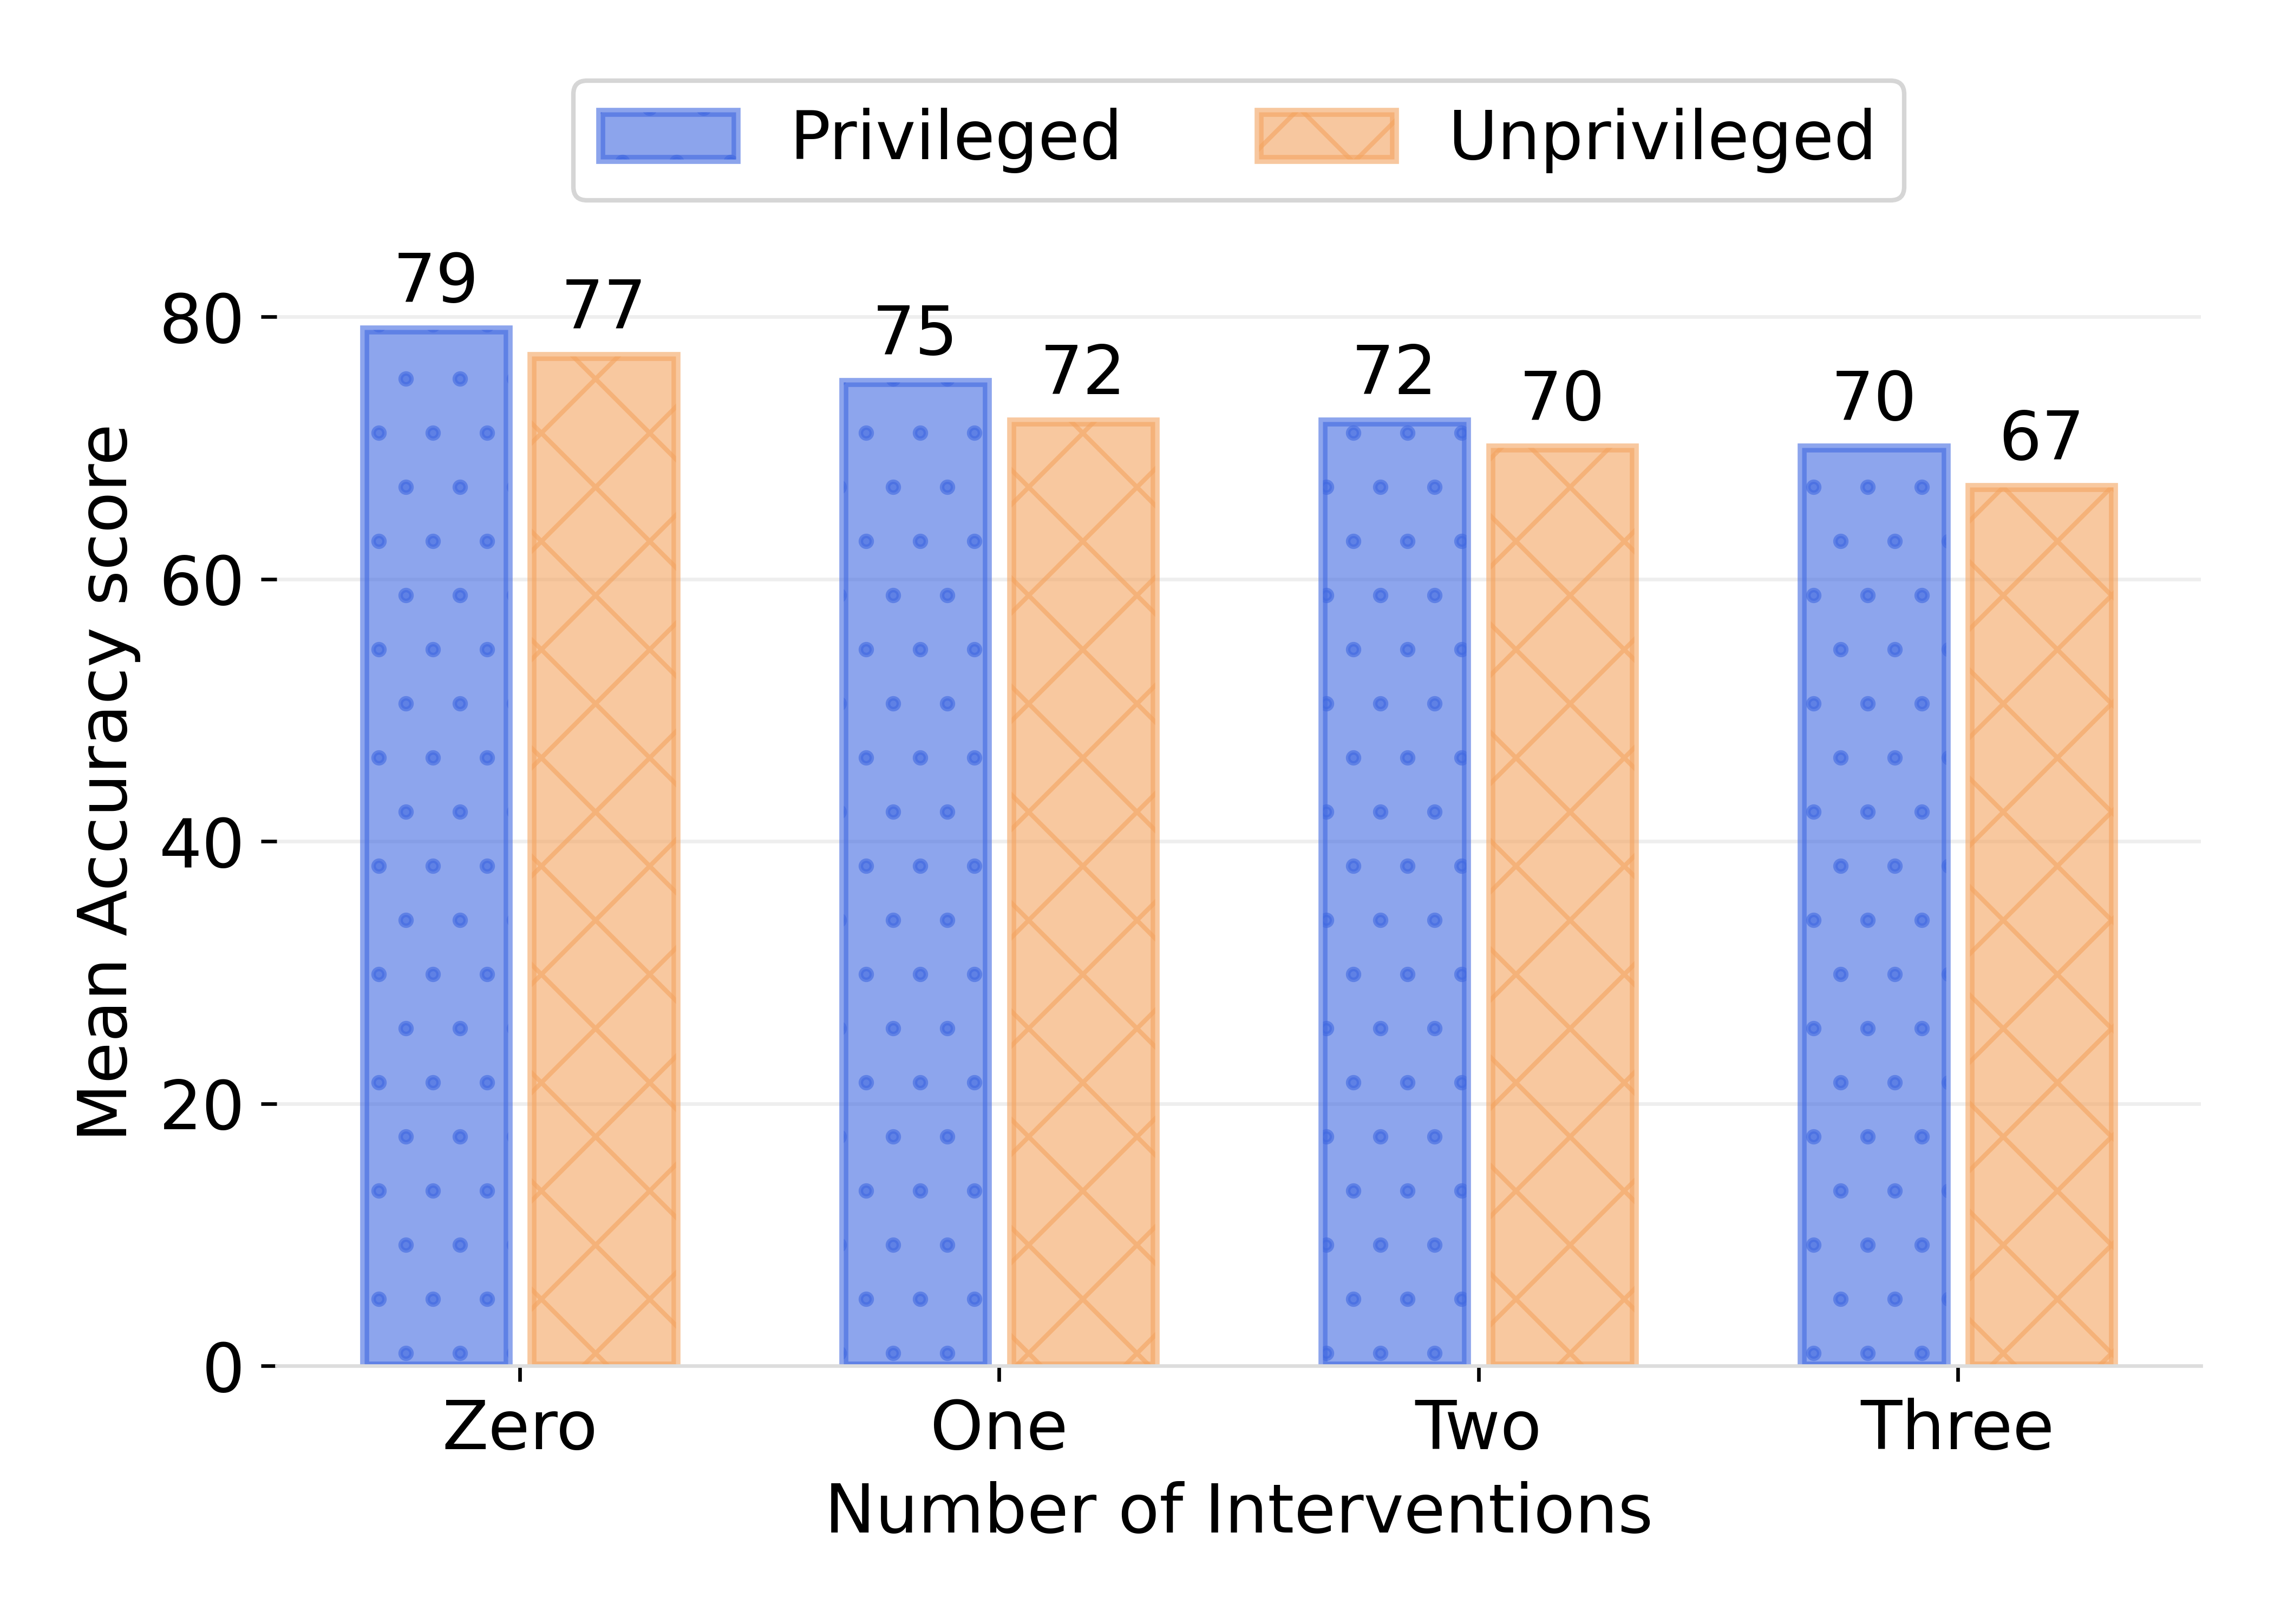 Privileged Unprivileged
79 77 75 72 72 70 70 67
80
60
40
20
0
Mean Accuracy score
Zero One Two Three
Number of Interventions